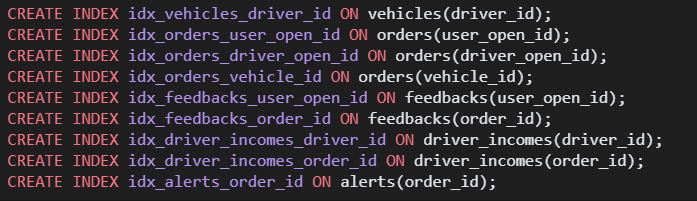 CREATE INDEX idx_vehicles_driver_id ON vehicles(driver_id);
CREATE INDEX idx_orders_user_open_id ON orders(user_open_id);
CREATE INDEX idx_orders_driver_open_id ON orders(driver_open_id);
CREATE INDEX idx_orders_vehicle_id ON orders(vehicle_id);
CREATE INDEX idx_feedbacks_user_open_id ON feedbacks(user_open_id);
CREATE INDEX idx_feedbacks_order_id ON feedbacks(order_id);
CREATE INDEX idx_driver_incomes_driver_id ON driver_incomes(driver_id);
CREATE INDEX idx_driver_incomes_order_id ON driver_incomes(order_id);
CREATE INDEX idx_alerts_order_id ON alerts(order_id);